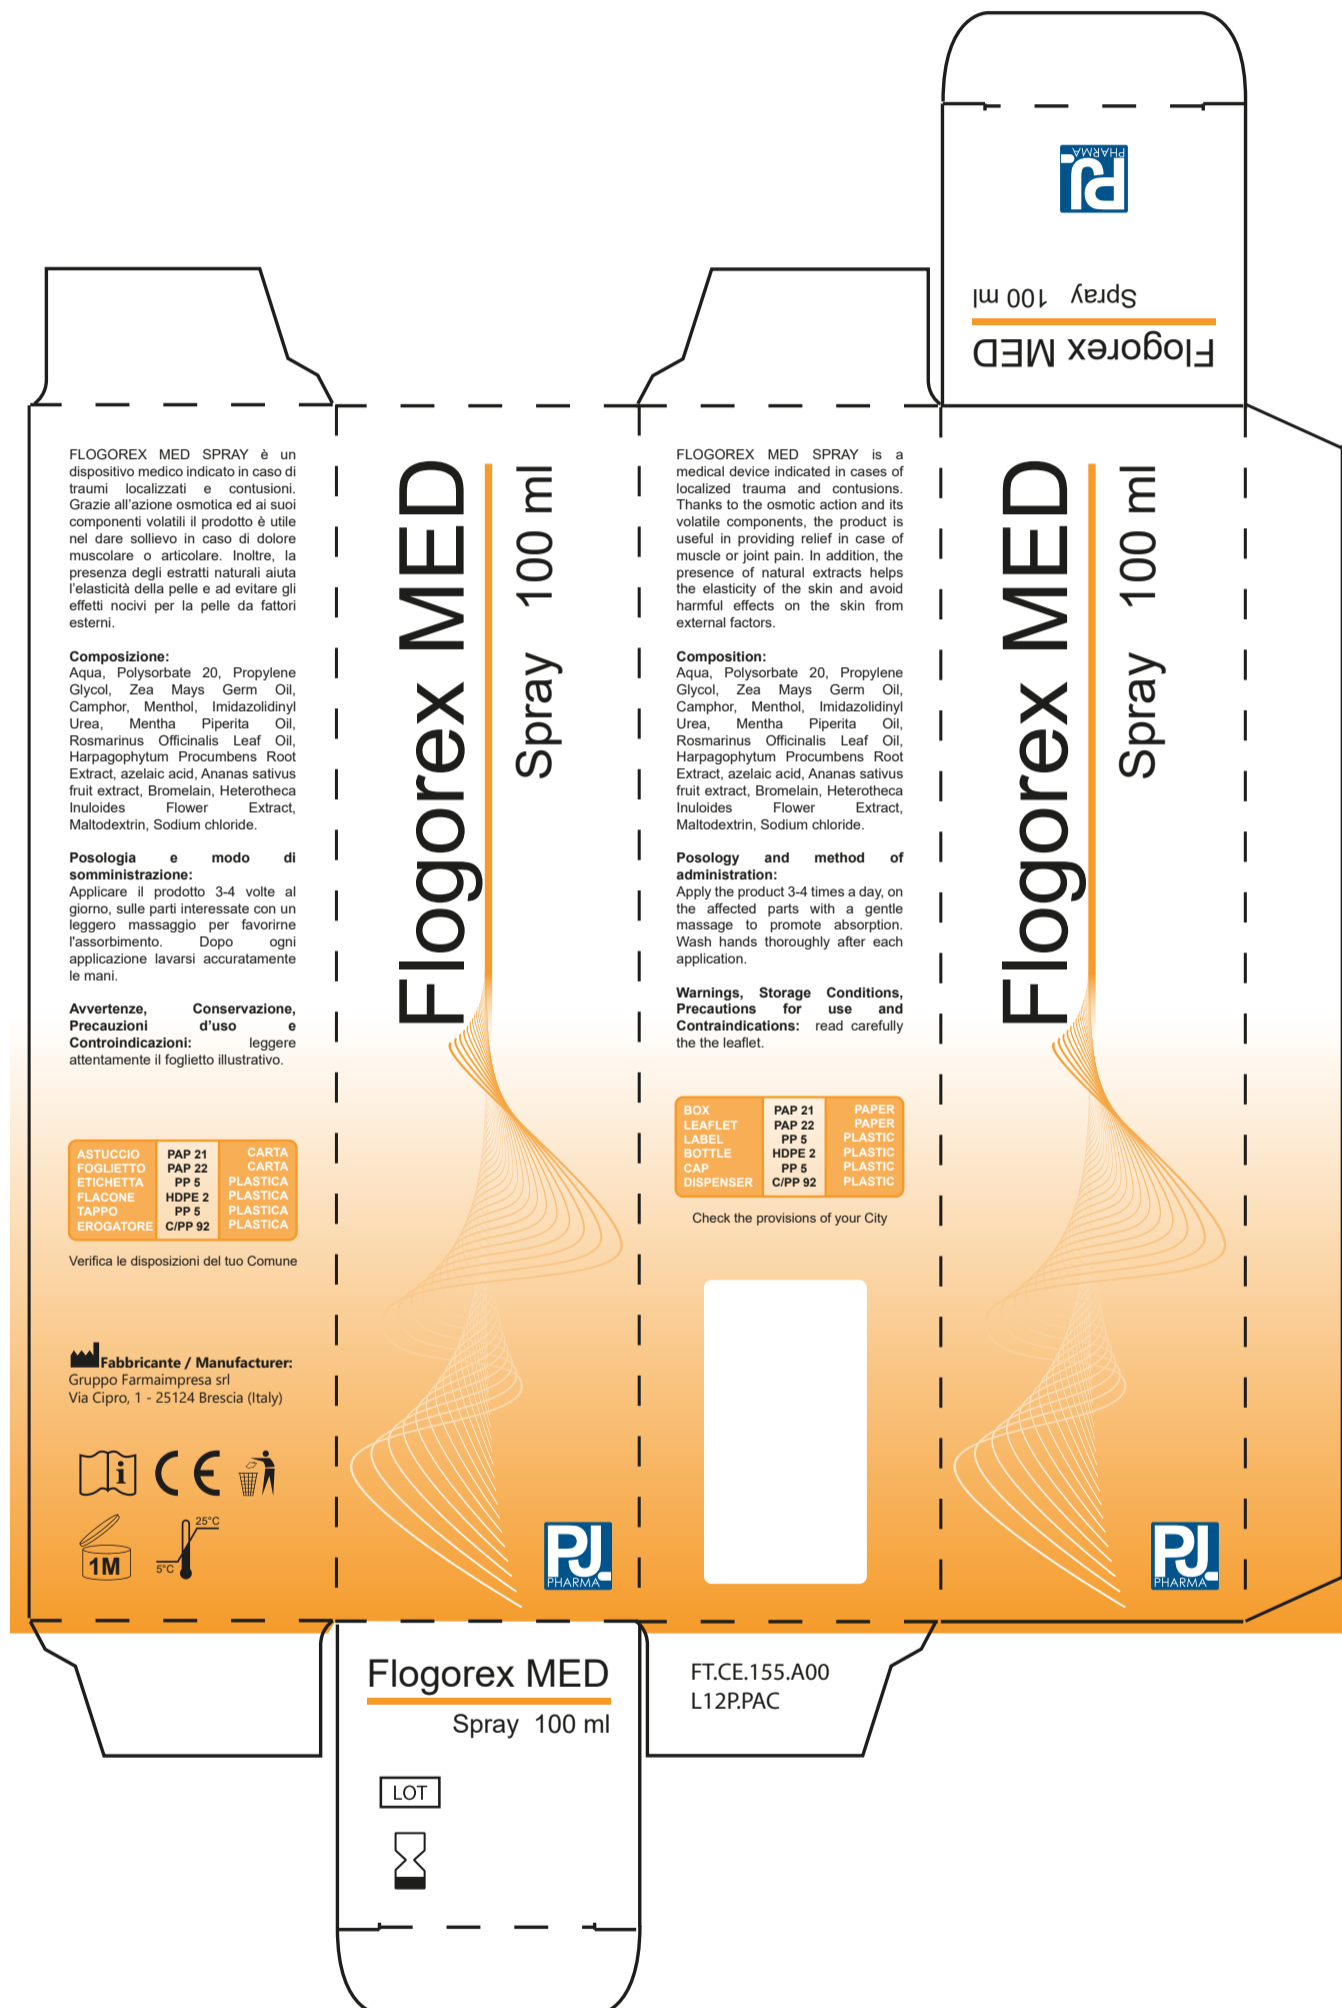 PJ
PHARMA
Spray 100 ml
Flogorex MED
FLOGOREX MED SPRAY è un
dispositivo medico indicato in caso di
traumi localizzati e contusioni.
Grazie all'azione osmotica ed ai suoi
componenti volatili il prodotto è utile
nel dare sollievo in caso di dolore
muscolare o articolare. Inoltre, la
presenza degli estratti naturali aiuta
l'elasticità della pelle e ad evitare gli
effetti nocivi per la pelle da fattori
esterni.
Composizione:
Aqua, Polysorbate 20, Propylene
Glycol, Zea Mays Germ Oil,
Camphor, Menthol, Imidazolidinyl
Urea, Mentha Piperita Oil,
Rosmarinus Officinalis Leaf Oil,
Harpagophytum Procumbens Root
Extract, azelaic acid, Ananas sativus
fruit extract, Bromelain, Heterotheca
Inuloides Flower Extract,
Maltodextrin, Sodium chloride.
Posologia e modo di
somministrazione:
Applicare il prodotto 3-4 volte al
giorno, sulle parti interessate con un
leggero massaggio per favorirne
l'assorbimento. Dopo ogni
applicazione lavarsi accuratamente
le mani.
Avvertenze, Conservazione,
Precauzioni d'uso e
Controindicazioni: leggere
attentamente il foglietto illustrativo.
ASTUCCIO PAP 21 CARTA
FOGLIETTO PAP 22 CARTA
ETICHETTA PP 5 PLASTICA
FLACONE HDPE 2 PLASTICA
TAPPO PP 5 PLASTICA
EROGATORE C/PP 92 PLASTICA
Verifica le disposizioni del tuo Comune
Fabbricante / Manufacturer:
Gruppo Farmaimpresa srl
Via Cipro, 1 - 25124 Brescia (Italy)
i CE
1M 5°C 25°C
Flogorex MED
Spray 100 ml
PJ
PHARMA
FLOGOREX MED SPRAY is a
medical device indicated in cases of
localized trauma and contusions.
Thanks to the osmotic action and its
volatile components, the product is
useful in providing relief in case of
muscle or joint pain. In addition, the
presence of natural extracts helps
the elasticity of the skin and avoid
harmful effects on the skin from
external factors.
Composition:
Aqua, Polysorbate 20, Propylene
Glycol, Zea Mays Germ Oil,
Camphor, Menthol, Imidazolidinyl
Urea, Mentha Piperita Oil,
Rosmarinus Officinalis Leaf Oil,
Harpagophytum Procumbens Root
Extract, azelaic acid, Ananas sativus
fruit extract, Bromelain, Heterotheca
Inuloides Flower Extract,
Maltodextrin, Sodium chloride.
Posology and method of
administration:
Apply the product 3-4 times a day, on
the affected parts with a gentle
massage to promote absorption.
Wash hands thoroughly after each
application.
Warnings, Storage Conditions,
Precautions for use and
Contraindications: read carefully
the the leaflet.
BOX PAP 21 PAPER
LEAFLET PAP 22 PAPER
LABEL PP 5 PLASTIC
BOTTLE HDPE 2 PLASTIC
CAP PP 5 PLASTIC
DISPENSER C/PP 92 PLASTIC
Check the provisions of your City
Flogorex MED
Spray 100 ml
PJ
PHARMA
Flogorex MED
Spray 100 ml
LOT
FT.CE.155.A00
L12P.PAC